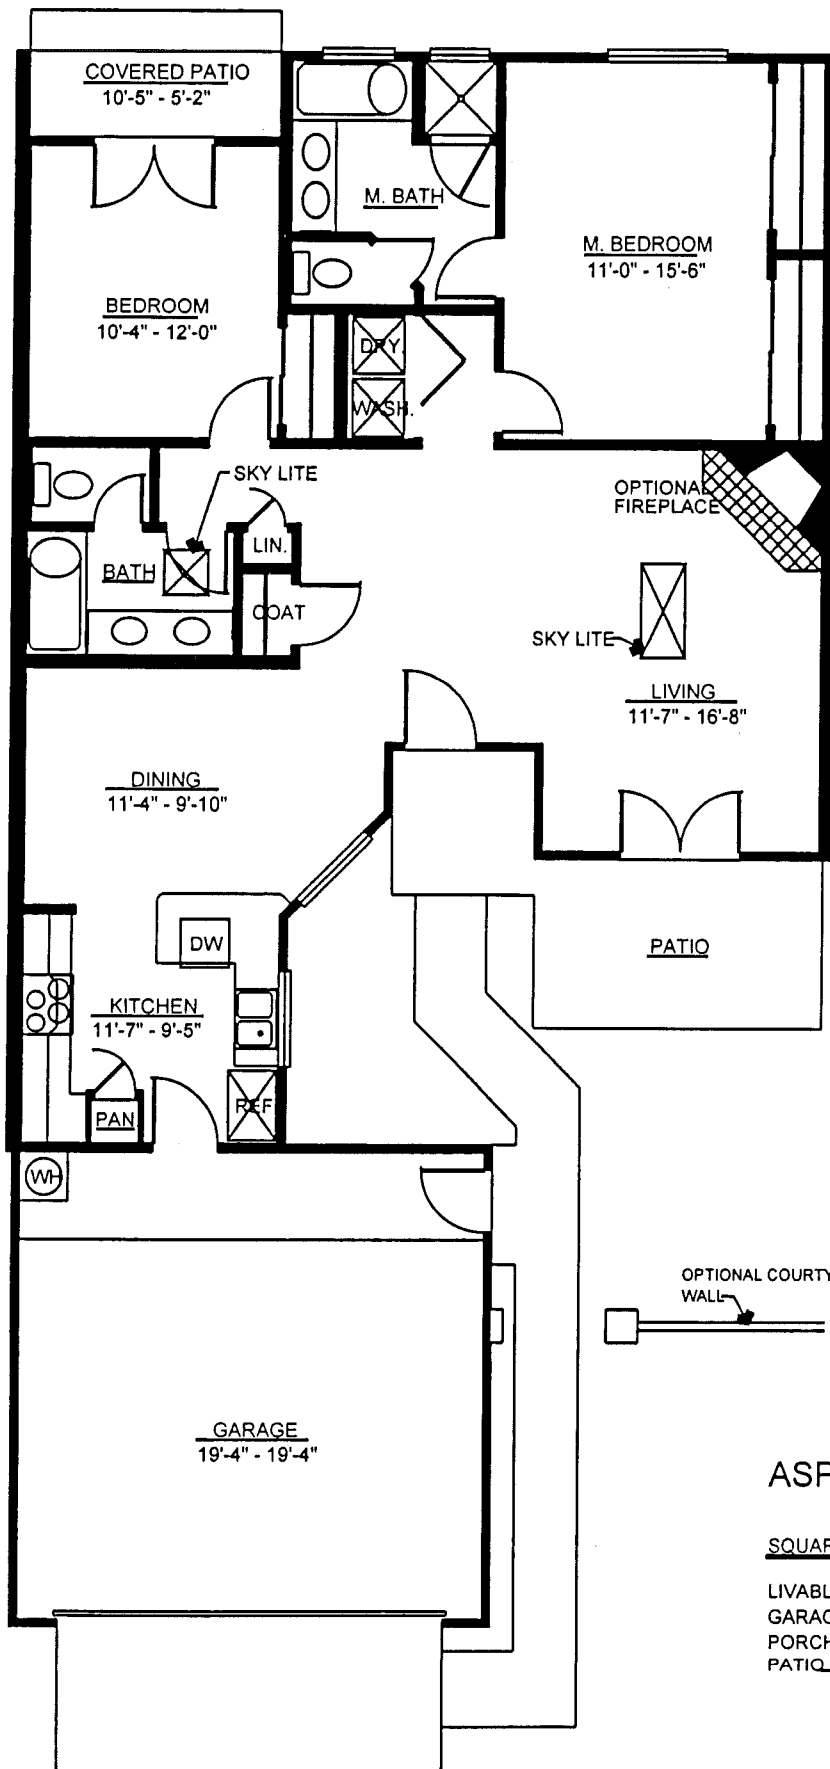 COVERED PATIO
10'-5" - 5'-2"
M. BATH
M. BEDROOM
11'-0" - 15'-6"
BEDROOM
10'-4" - 12'-0"
DRY.
WASH.
SKY LITE
OPTIONAL
FIREPLACE
LIN.
BATH
COAT
SKY LITE
LIVING
11'-7" - 16'-8"
DINING
11'-4" - 9'-10"
DW
PATIO
KITCHEN
11'-7" - 9'-5"
PAN
REF
WH
OPTIONAL COURTY
WALL
GARAGE
19'-4" - 19'-4"
ASP
SQUAR
LIVABL
GARAG
PORCH
PATIO